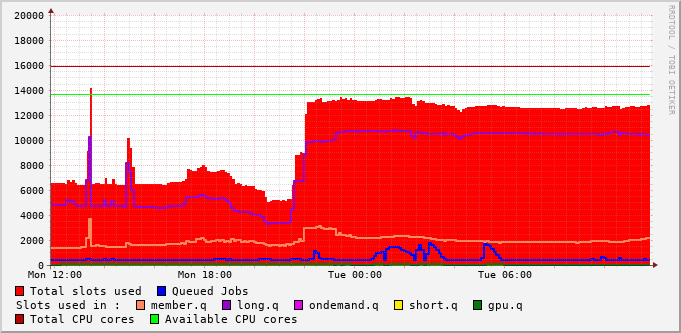 20000
18000
16000
14000
12000
10000
8000
6000
4000
2000
0
Mon 12:00 Mon 18:00 Tue 00:00 Tue 06:00
Total slots used Queued Jobs
Slots used in : member.q long.q ondemand.q short.q gpu.q
Total CPU cores Available CPU cores
RRDTOOL / TOBI OETIKER